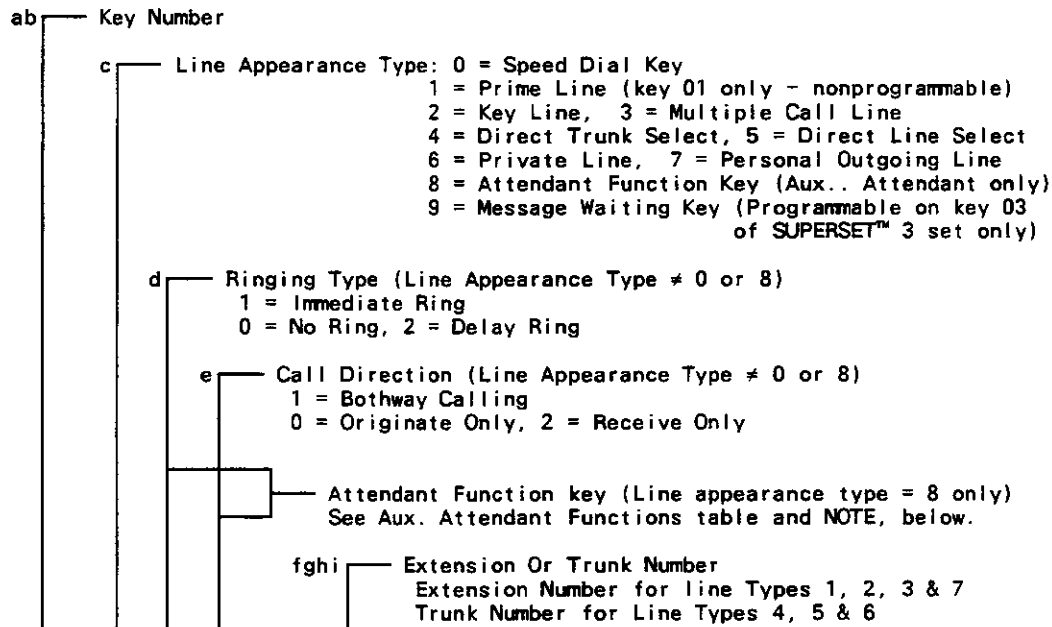 ab Key Number
c Line Appearance Type: 0 = Speed Dial Key
1 = Prime Line (key 01 only - nonprogrammable)
2 = Key Line, 3 = Multiple Call Line
4 = Direct Trunk Select, 5 = Direct Line Select
6 = Private Line, 7 = Personal Outgoing Line
8 = Attendant Function Key (Aux.. Attendant only)
9 = Message Waiting Key (Programmable on key 03
of SUPERSET™ 3 set only)
d Ringing Type (Line Appearance Type ≠ 0 or 8)
1 = Immediate Ring
0 = No Ring, 2 = Delay Ring
e Call Direction (Line Appearance Type ≠ 0 or 8)
1 = Bothway Calling
0 = Originate Only, 2 = Receive Only
Attendant Function key (Line appearance type = 8 only)
See Aux. Attendant Functions table and NOTE, below.
fghi Extension Or Trunk Number
Extension Number for line Types 1, 2, 3 & 7
Trunk Number for Line Types 4, 5 & 6